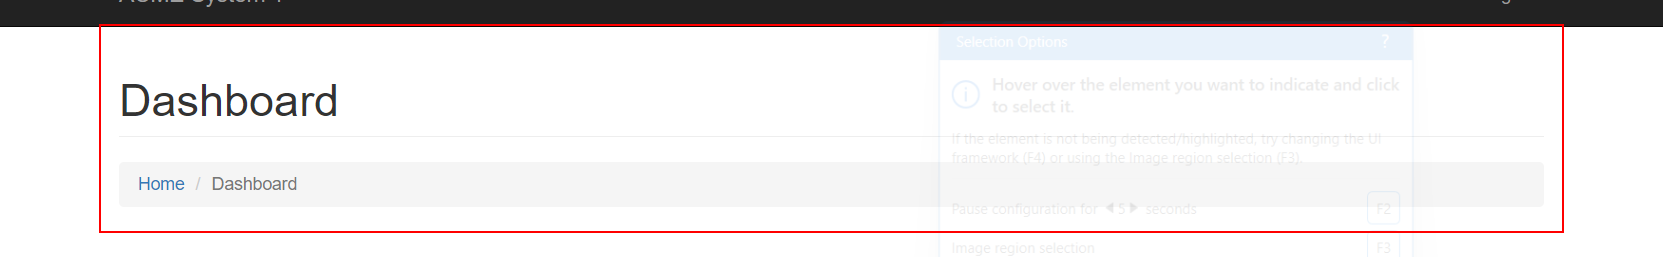 Selection Options ?
Dashboard
Hover over the element you want to indicate and click
to select it.
If the element is not being detected/highlighted, try changing the UI
framework (F4) or using the Image region selection (F3).
Home / Dashboard
Pause configuration for 5 seconds F2
Image region selection F3